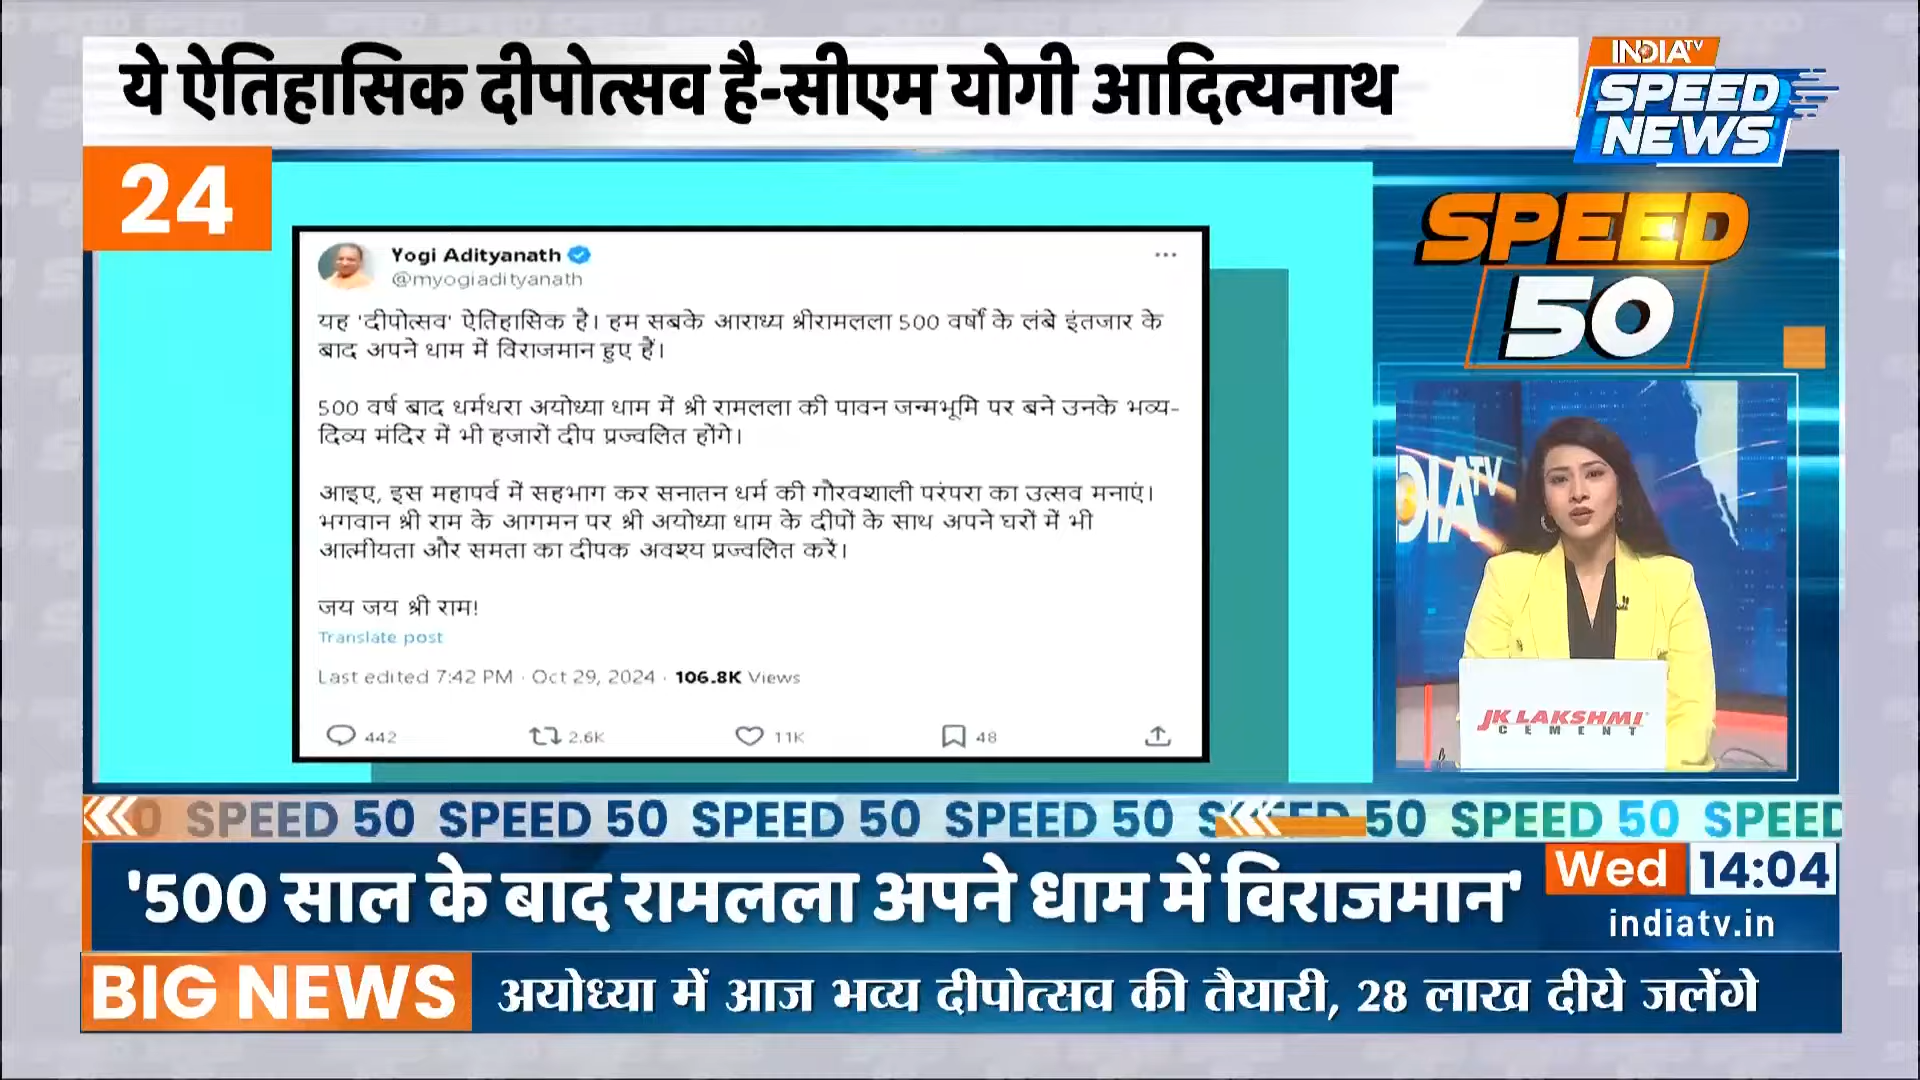 ये ऐतिहासिक दीपोत्सव है-सीएम योगी आदित्यनाथ
INDIA TV
SPEED
NEWS
24
SPEED
50
Yogi Adityanath
@myogiadityanath
यह 'दीपोत्सव' ऐतिहासिक है। हम सबके आराध्य श्रीरामलला 500 वर्षों के लंबे इंतजार के
बाद अपने धाम में विराजमान हुए हैं।
500 वर्ष बाद धर्मधरा अयोध्या धाम में श्री रामलला की पावन जन्मभूमि पर बने उनके भव्य-
दिव्य मंदिर में भी हजारों दीप प्रज्वलित होंगे।
आइए, इस महापर्व में सहभाग कर सनातन धर्म की गौरवशाली परंपरा का उत्सव मनाएं।
भगवान श्री राम के आगमन पर श्री अयोध्या धाम के दीपों के साथ अपने घरों में भी
आत्मीयता और समता का दीपक अवश्य प्रज्वलित करें।
जय जय श्री राम!
Translate post
Last edited 7:42 PM · Oct 29, 2024 · 106.8K Views
442 2.6K 11K 48
DIA TV
JK LAKSHMI
CEMENT
0 SPEED 50 SPEED 50 SPEED 50 SPEED 50 SPEED 50 SPEED 50 SPEED
'500 साल के बाद रामलला अपने धाम में विराजमान'
Wed 14:04
indiatv.in
BIG NEWS
अयोध्या में आज भव्य दीपोत्सव की तैयारी, 28 लाख दीये जलेंगे